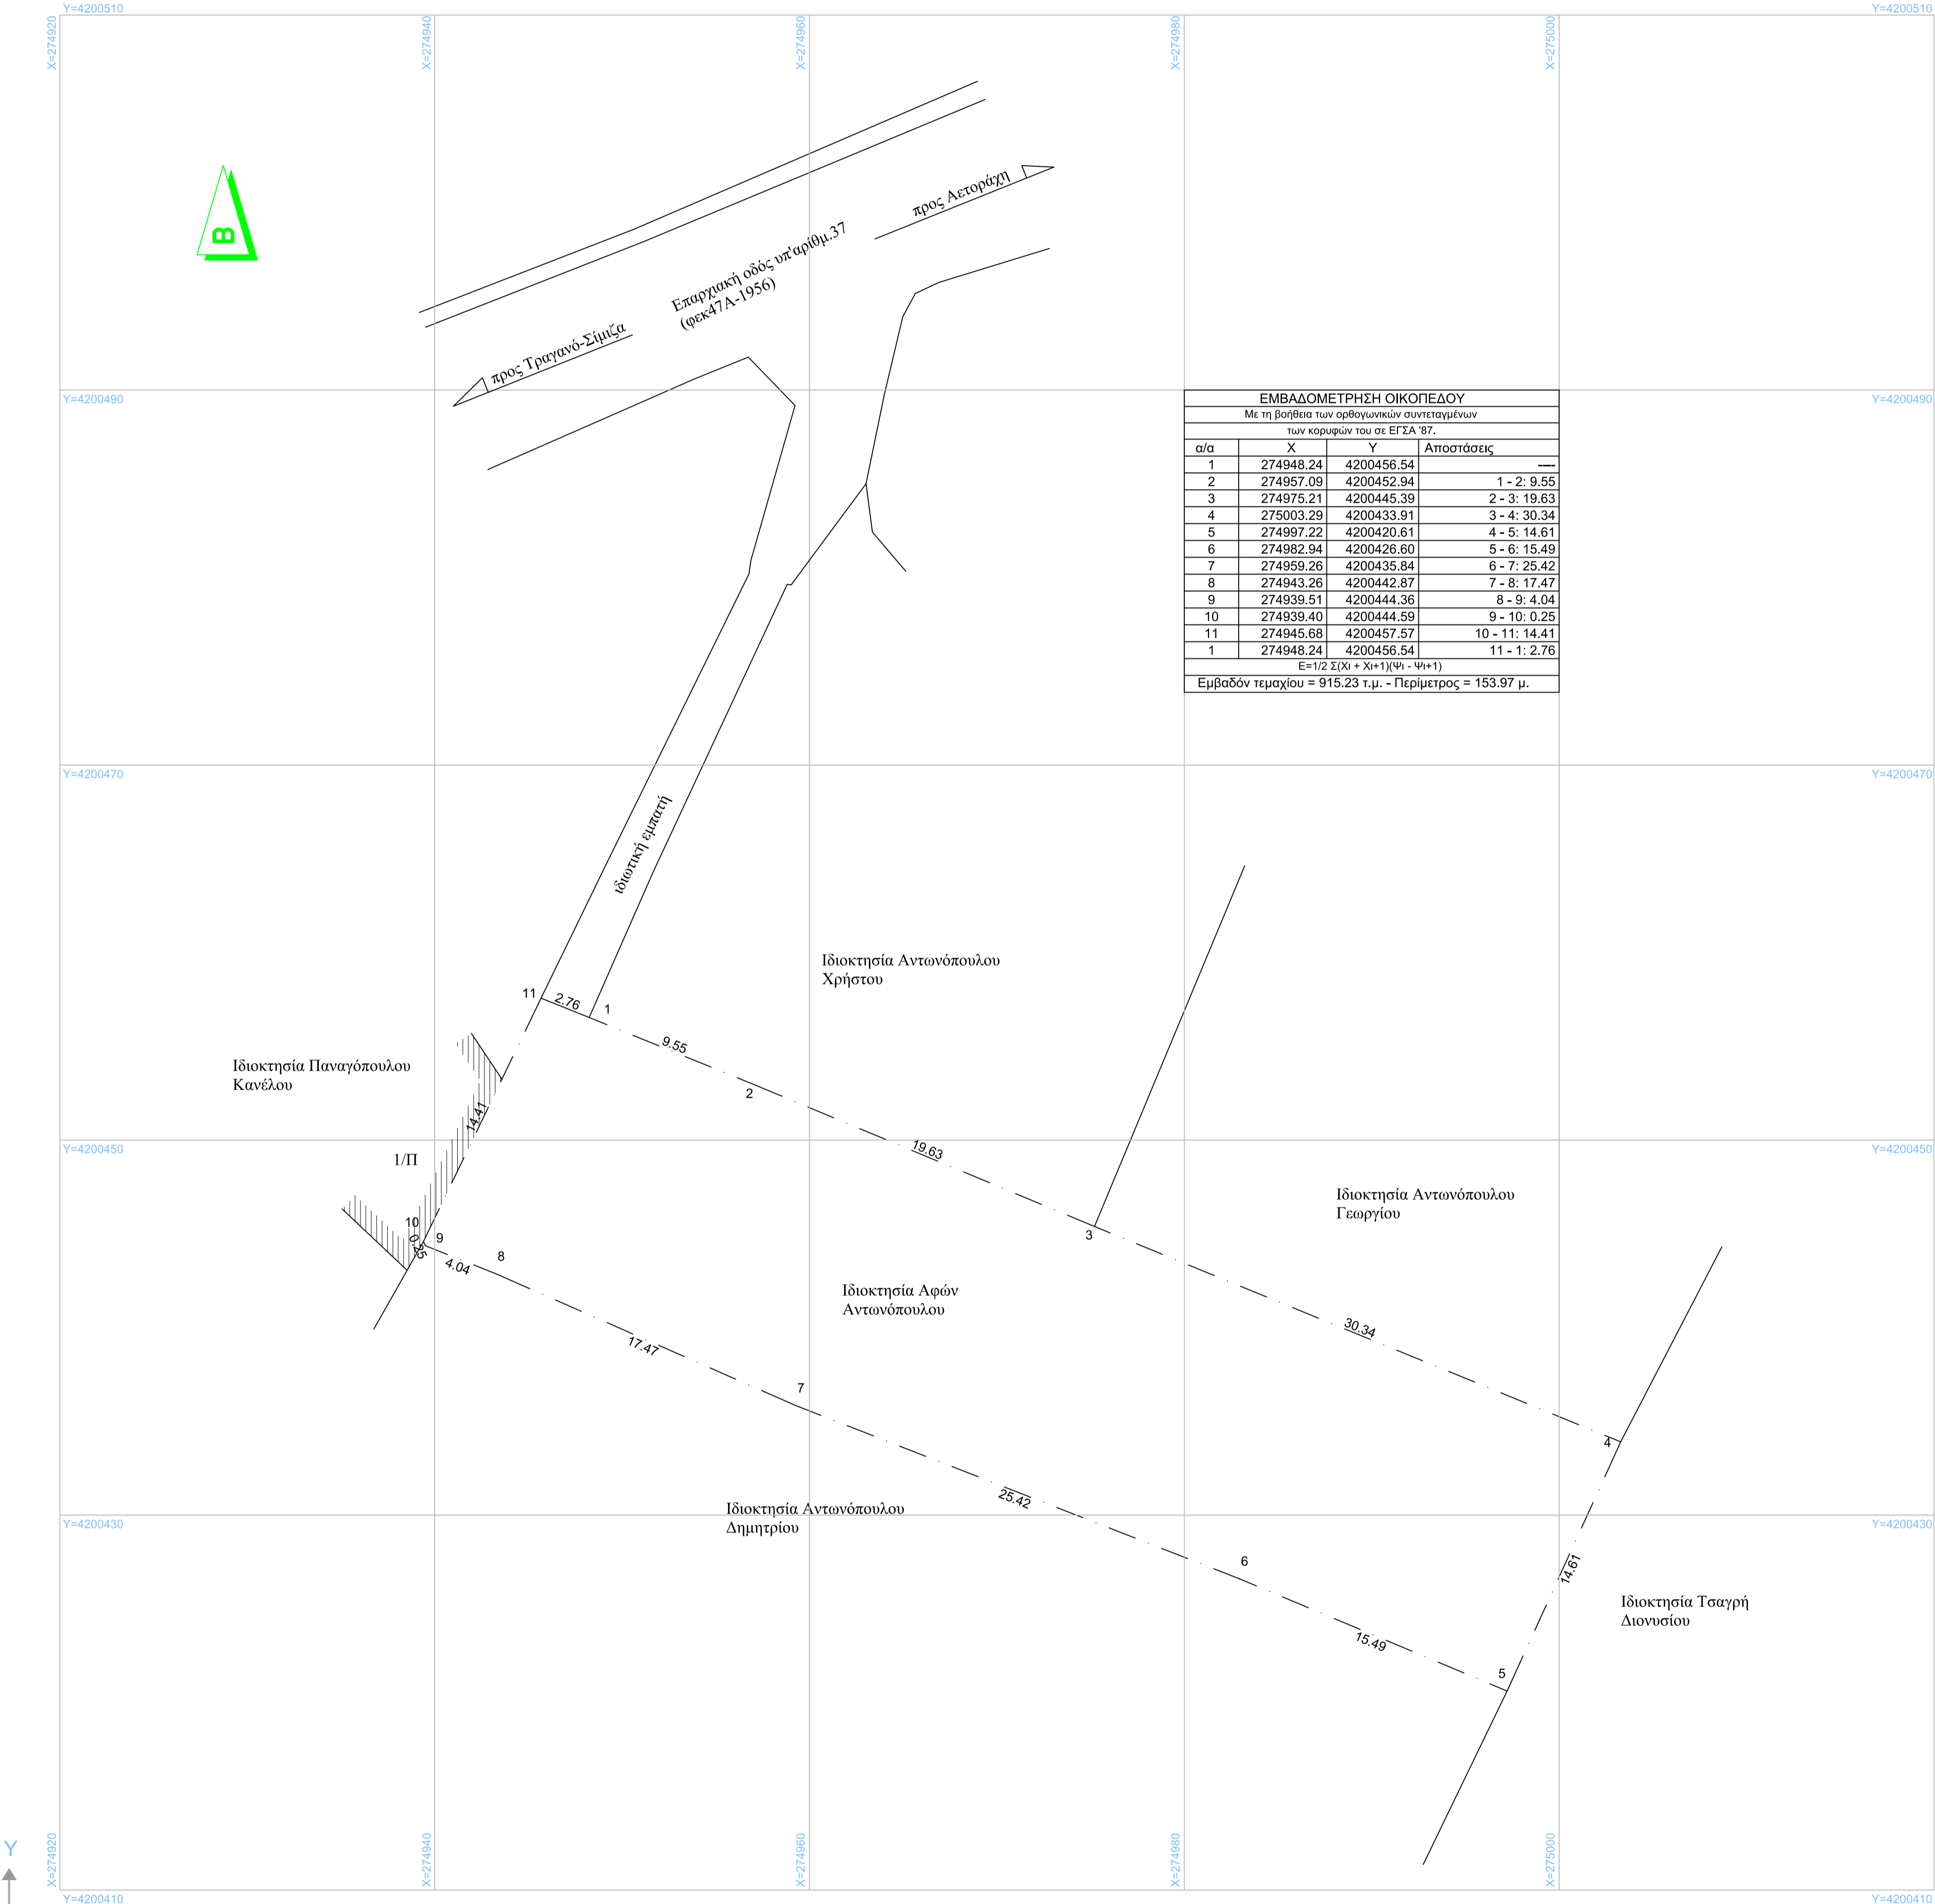 Y=4200510
Y=4200510
X=274920
X=274940
X=274960
X=274980
X=275000
B
προς Αετοράχη
Επαρχιακή οδός υπ'αρίθμ.37
(φεκ47Α-1956)
προς Τραγανό-Σίμιζα
Y=4200490
Y=4200490
ΕΜΒΑΔΟΜΕΤΡΗΣΗ ΟΙΚΟΠΕΔΟΥ
Με τη βοήθεια των ορθογωνικών συντεταγμένων
των κορυφών του σε ΕΓΣΑ '87.
α/α X Y Αποστάσεις
1 274948.24 4200456.54 ----
2 274957.09 4200452.94 1 - 2: 9.55
3 274975.21 4200445.39 2 - 3: 19.63
4 275003.29 4200433.91 3 - 4: 30.34
5 274997.22 4200420.61 4 - 5: 14.61
6 274982.94 4200426.60 5 - 6: 15.49
7 274959.26 4200435.84 6 - 7: 25.42
8 274943.26 4200442.87 7 - 8: 17.47
9 274939.51 4200444.36 8 - 9: 4.04
10 274939.40 4200444.59 9 - 10: 0.25
11 274945.68 4200457.57 10 - 11: 14.41
1 274948.24 4200456.54 11 - 1: 2.76
Ε=1/2 Σ(Χι + Χι+1)(Ψι - Ψι+1)
Εμβαδόν τεμαχίου = 915.23 τ.μ. - Περίμετρος = 153.97 μ.
Y=4200470
Y=4200470
ιδιωτική εμπατή
Ιδιοκτησία Αντωνόπουλου
Χρήστου
11
2.76
1
9.55
2
Ιδιοκτησία Παναγόπουλου
Κανέλου
14.41
1/Π
Y=4200450
Y=4200450
19.63
Ιδιοκτησία Αντωνόπουλου
Γεωργίου
10
0.25
9
4.04
8
3
Ιδιοκτησία Αφών
Αντωνόπουλου
30.34
17.47
7
4
25.42
Ιδιοκτησία Αντωνόπουλου
Δημητρίου
Y=4200430
Y=4200430
6
14.61
Ιδιοκτησία Τσαγρή
Διονυσίου
15.49
5
Y
X=274920
X=274940
X=274960
X=274980
X=275000
Y=4200410
Y=4200410